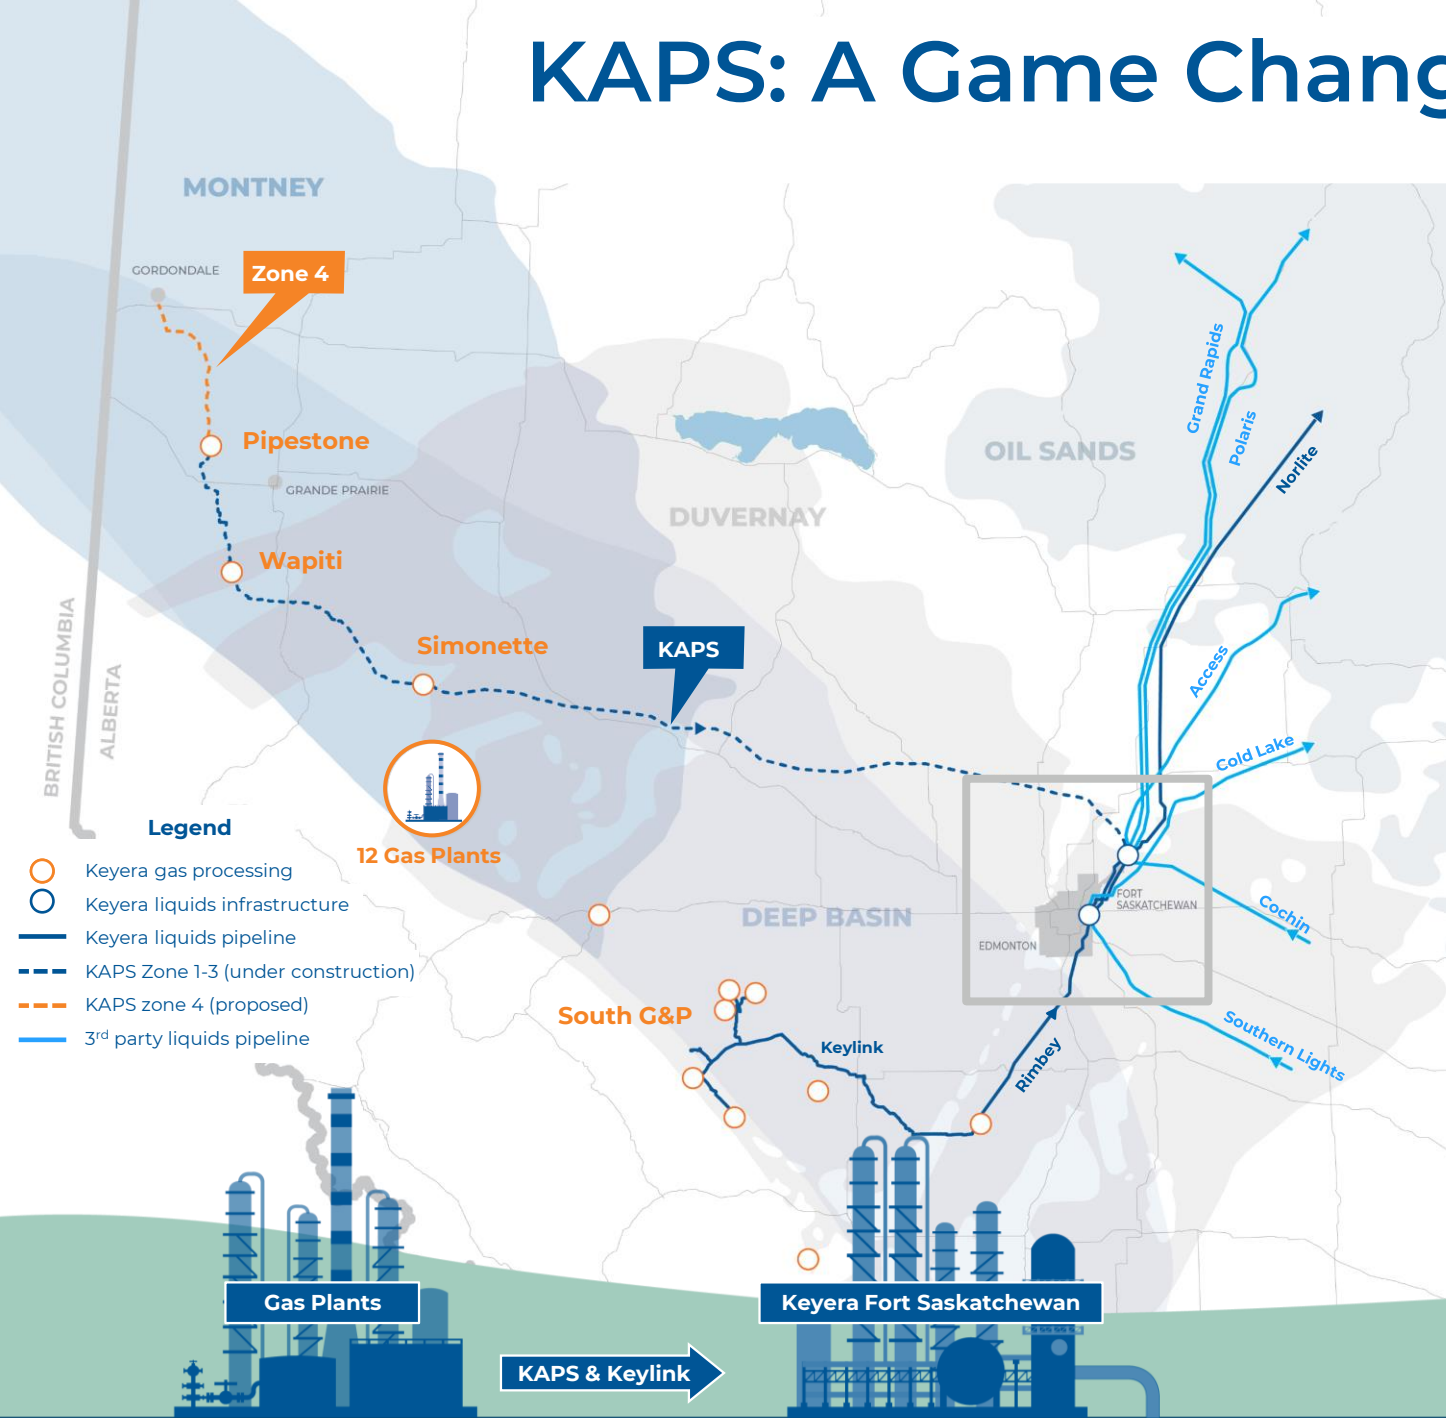 KAPS: A Game Chang
MONTNEY
GORDONDALE
Zone 4
Pipestone
GRANDE PRAIRIE
Wapiti
Simonette
KAPS
DUVERNAY
OIL SANDS
Grand Rapids
Polaris
Norlite
Access
Cold Lake
BRITISH COLUMBIA
ALBERTA
12 Gas Plants
DEEP BASIN
FORT
SASKATCHEWAN
EDMONTON
Cochin
Southern Lights
South G&P
Keylink
Rimbey
Legend
Keyera gas processing
Keyera liquids infrastructure
Keyera liquids pipeline
KAPS Zone 1-3 (under construction)
KAPS zone 4 (proposed)
3rd party liquids pipeline
Gas Plants
KAPS & Keylink
Keyera Fort Saskatchewan